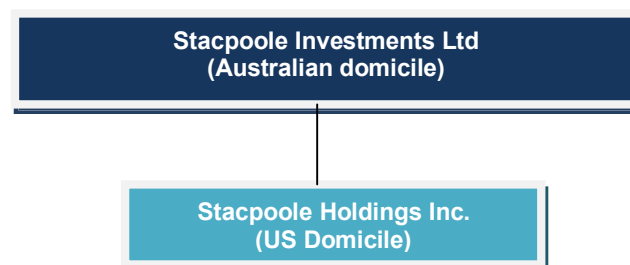 Stacpoole Investments Ltd
(Australian domicile)
Stacpoole Holdings Inc.
(US Domicile)